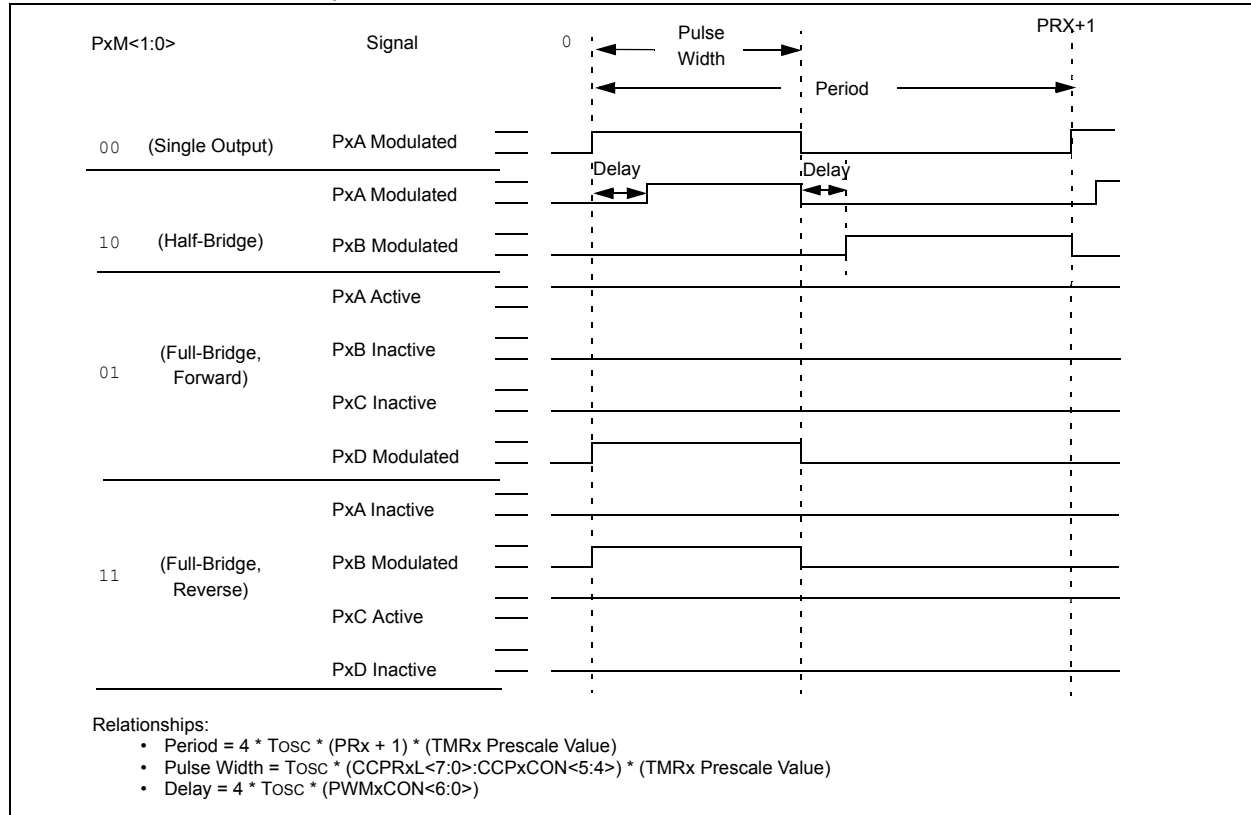 PxM<1:0>
Signal
0
Pulse
Width
PRX+1
Period
00 (Single Output) PxA Modulated
Delay
Delay
PxA Modulated
10 (Half-Bridge) PxB Modulated
PxA Active
01 (Full-Bridge,
Forward)
PxB Inactive
PxC Inactive
PxD Modulated
PxA Inactive
11 (Full-Bridge,
Reverse)
PxB Modulated
PxC Active
PxD Inactive
Relationships:
• Period = 4 * TOSC * (PRx + 1) * (TMRx Prescale Value)
• Pulse Width = TOSC * (CCPRxL<7:0>:CCPxCON<5:4>) * (TMRx Prescale Value)
• Delay = 4 * TOSC * (PWMxCON<6:0>)